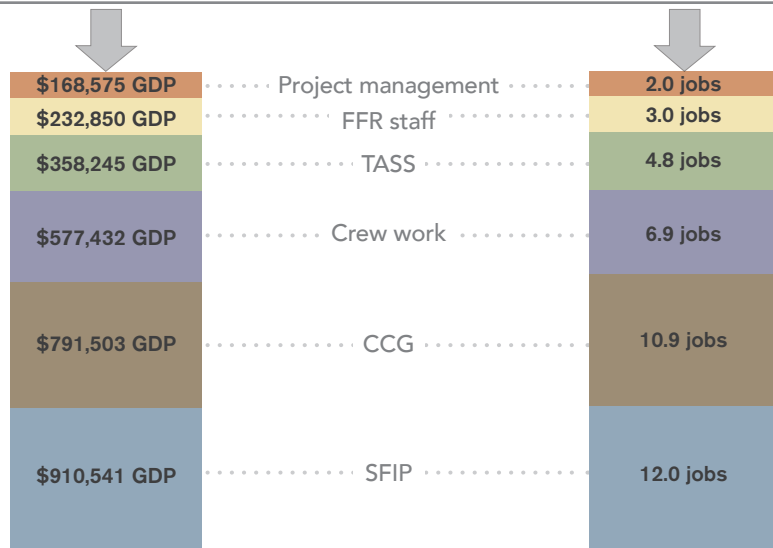 $168,575 GDP Project management 2.0 jobs
$232,850 GDP FFR staff 3.0 jobs
$358,245 GDP TASS 4.8 jobs
$577,432 GDP Crew work 6.9 jobs
$791,503 GDP CCG 10.9 jobs
$910,541 GDP SFIP 12.0 jobs